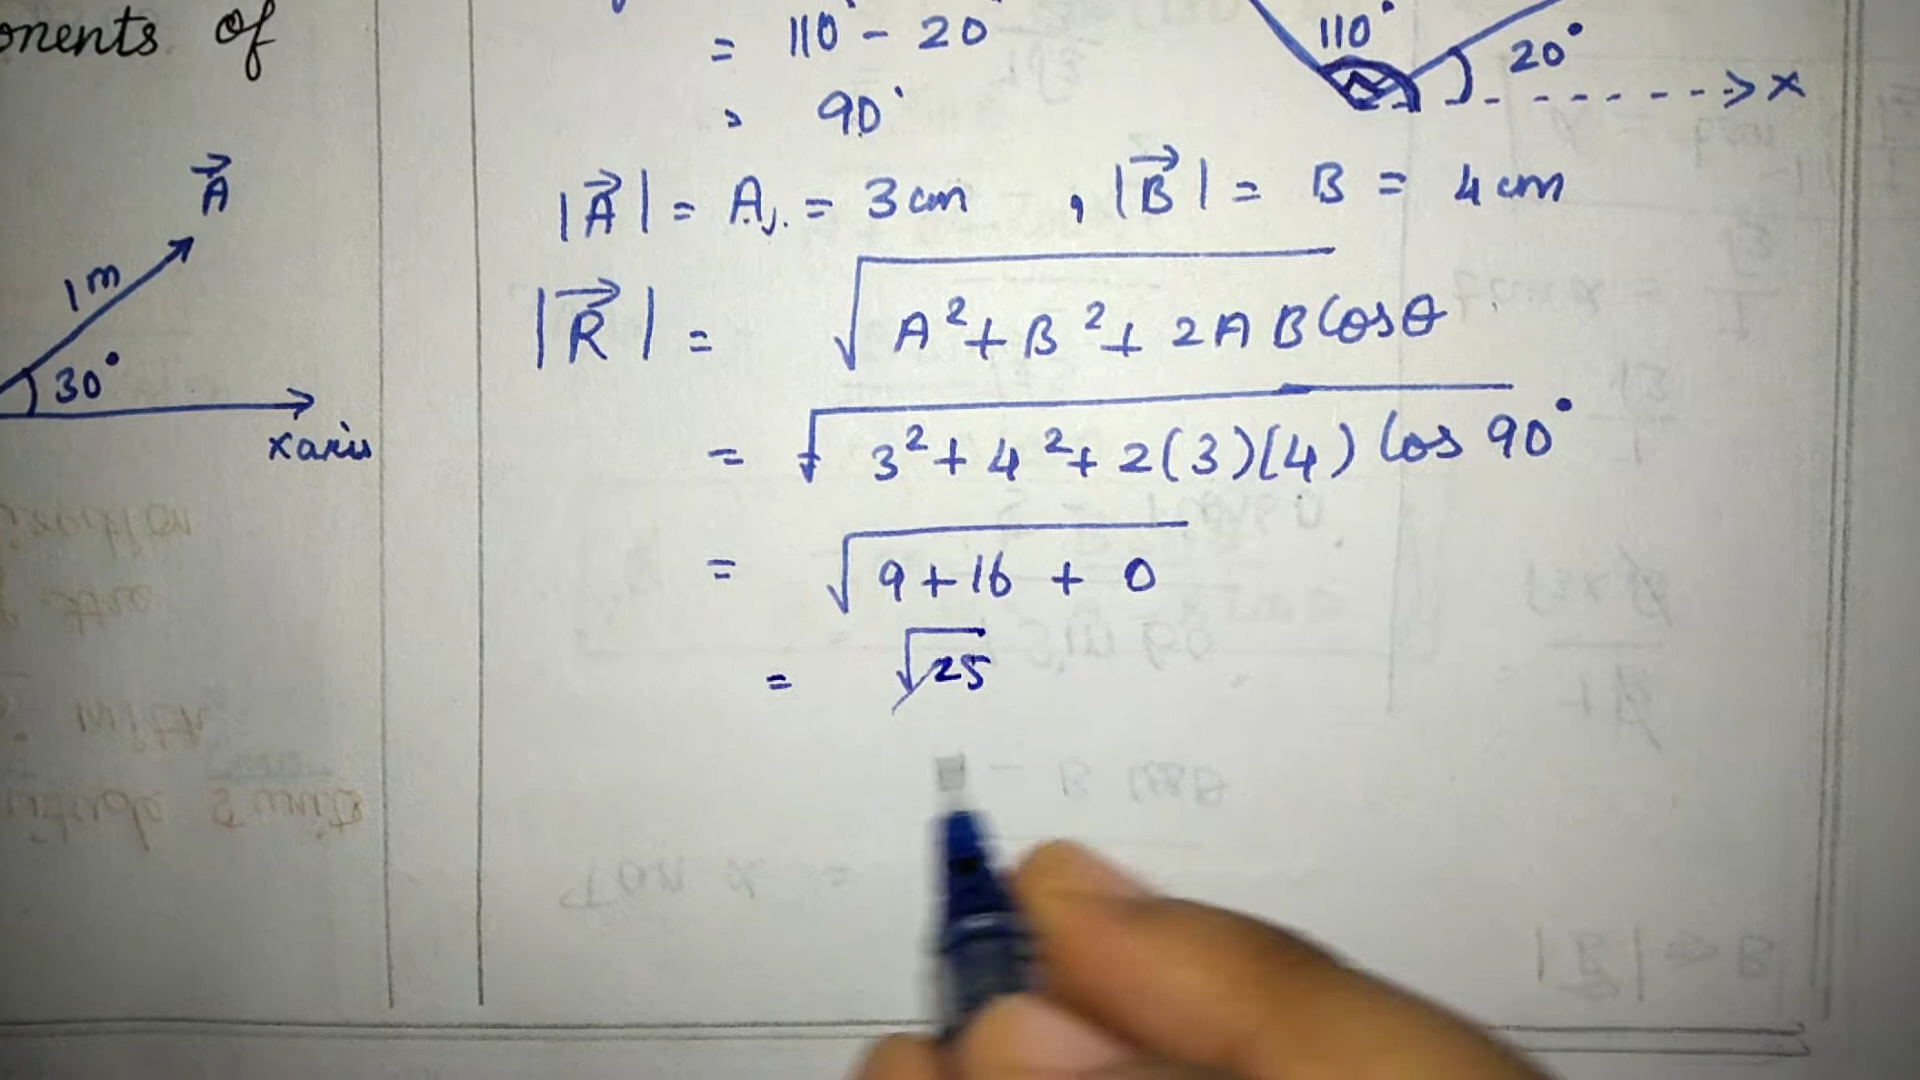 onents of
A⃗
1m
30°
x axis
= 110° - 20°
= 90°
110°
20°
x
|A⃗| = A = 3 cm , |B⃗| = B = 4 cm
|R⃗| = √A² + B² + 2AB Cosθ
= √3² + 4² + 2(3)(4) Cos 90°
= √9 + 16 + 0
= √25